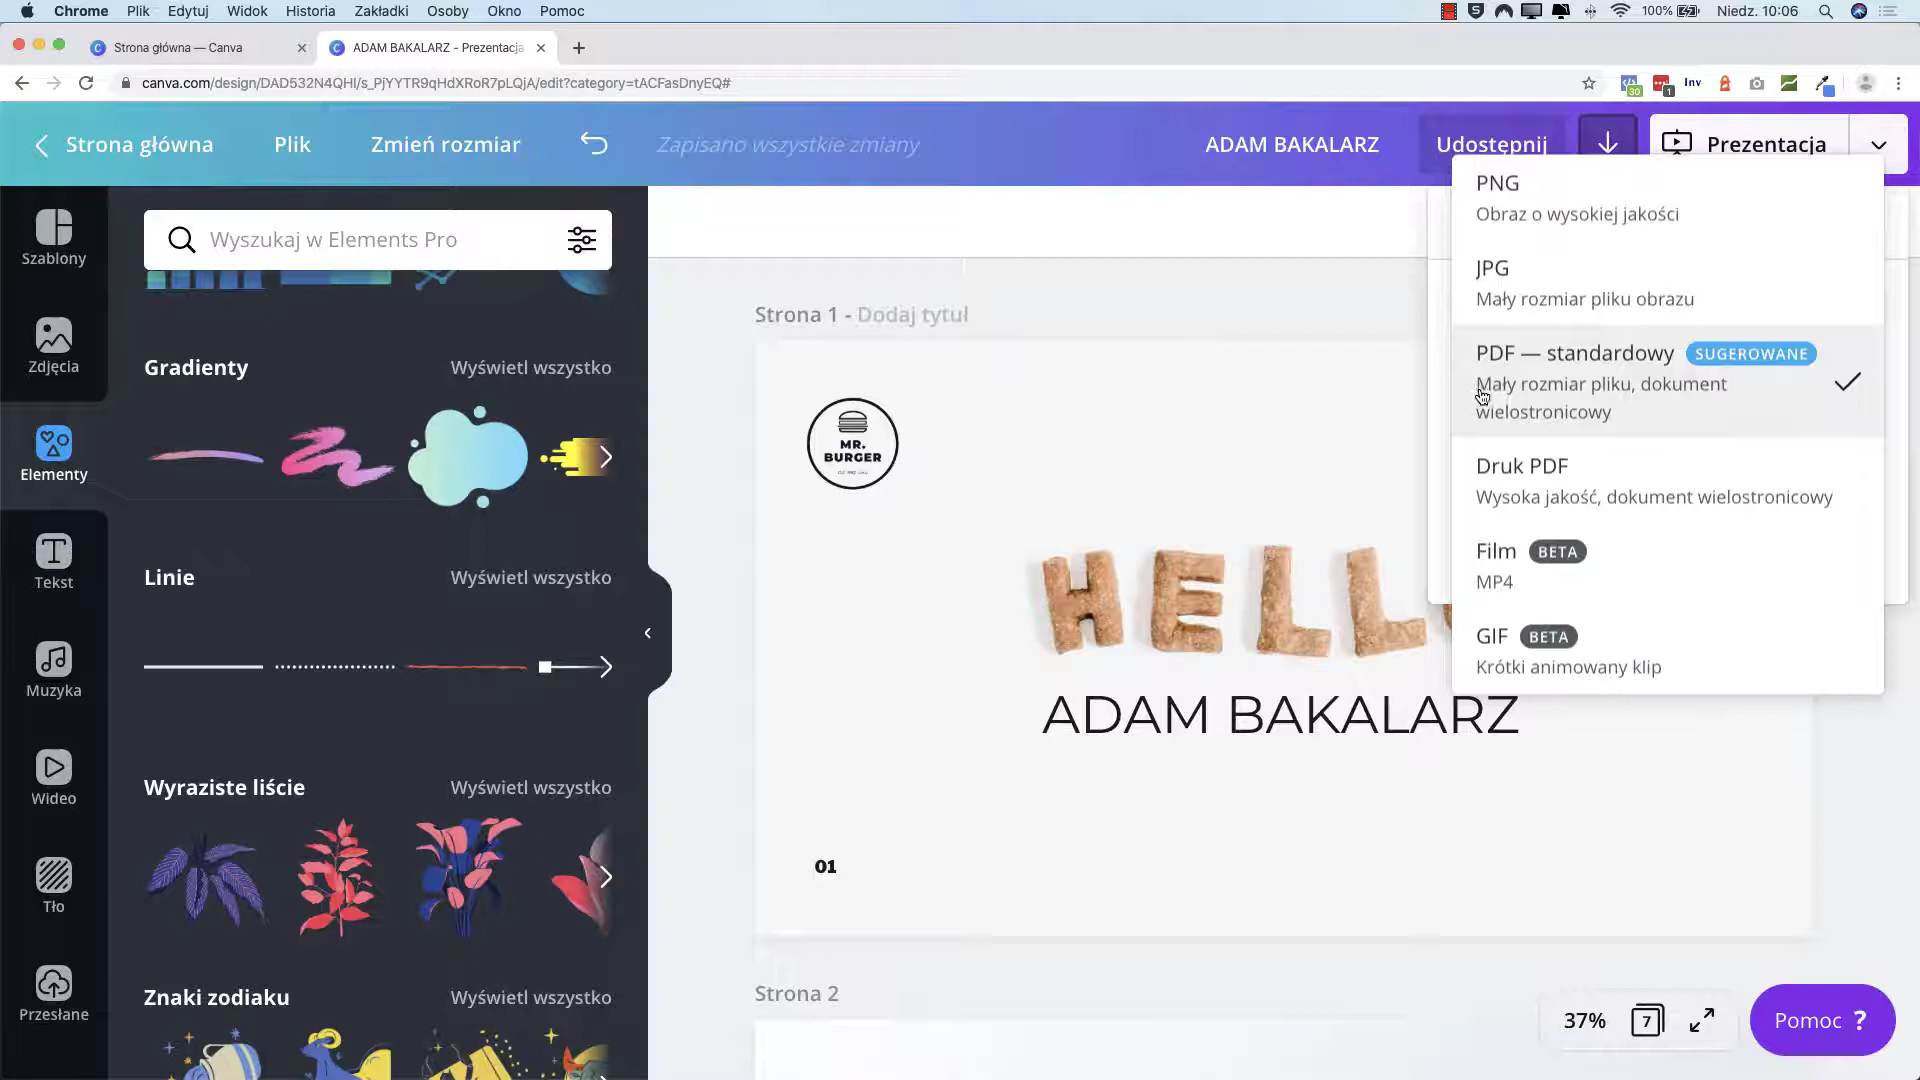 Chrome Plik Edytuj Widok Historia Zakładki Osoby Okno Pomoc
100% Niedz. 10:06
Strona główna — Canva
ADAM BAKALARZ - Prezentacja
canva.com/design/DAD532N4QHI/s_PjYYTR9qHdXRoR7pLQjA/edit?category=tACFasDnyEQ#
30 1 Inv
Strona główna Plik Zmień rozmiar Zapisano wszystkie zmiany ADAM BAKALARZ Udostępnij Prezentacja
Szablony
Zdjęcia
Elementy
Tekst
Muzyka
Wideo
Tło
Przesłane
Wyszukaj w Elements Pro
Gradienty Wyświetl wszystko
Linie Wyświetl wszystko
Wyraziste liście Wyświetl wszystko
Znaki zodiaku Wyświetl wszystko
Strona 1 - Dodaj tytuł
MR.
BURGER
HELL
ADAM BAKALARZ
01
Strona 2
PNG
Obraz o wysokiej jakości
JPG
Mały rozmiar pliku obrazu
PDF — standardowy SUGEROWANE
Mały rozmiar pliku, dokument
wielostronicowy
Druk PDF
Wysoka jakość, dokument wielostronicowy
Film BETA
MP4
GIF BETA
Krótki animowany klip
37% 7
Pomoc ?